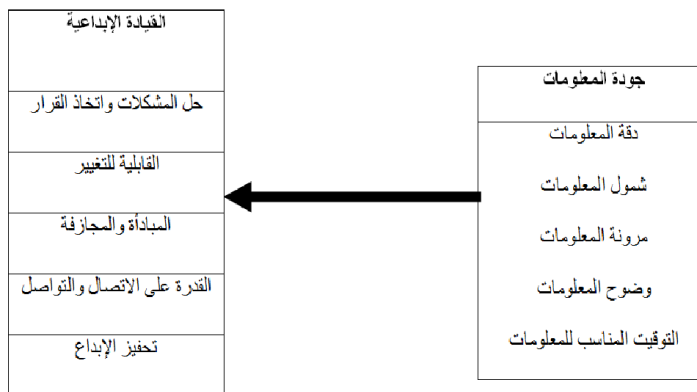 جودة المعلومات
دقة المعلومات
شمول المعلومات
مرونة المعلومات
وضوح المعلومات
التوقيت المناسب للمعلومات
القيادة الإبداعية
حل المشكلات واتخاذ القرار
القابلية للتغيير
المبادأة والمجازفة
القدرة على الاتصال والتواصل
تحفيز الإبداع